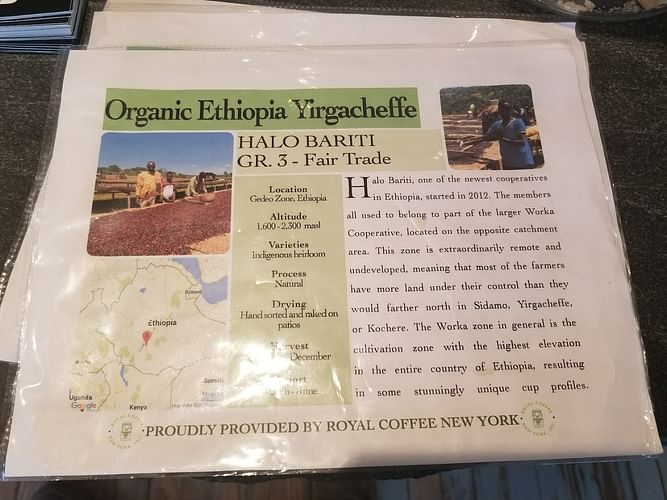 Organic Ethiopia Yirgacheffe
HALO BARITI
GR. 3 - Fair Trade
Location
Gedeo Zone, Ethiopia
Altitude
1,600 - 2,300 masl
Varieties
Indigenous heirloom
Process
Natural
Drying
Hand sorted and raked on
patios
Harvest
December
Halo Bariti, one of the newest cooperatives
in Ethiopia, started in 2012. The members
all used to belong to part of the larger Worka
Cooperative, located on the opposite catchment
area. This zone is extraordinarily remote and
undeveloped, meaning that most of the farmers
have more land under their control than they
would farther north in Sidamo, Yirgacheffe,
or Kochere. The Worka zone in general is the
cultivation zone with the highest elevation
in the entire country of Ethiopia, resulting
in some stunningly unique cup profiles.
Djibouti
Ethiopia
Uganda
Kenya
Google
PROUDLY PROVIDED BY ROYAL COFFEE NEW YORK